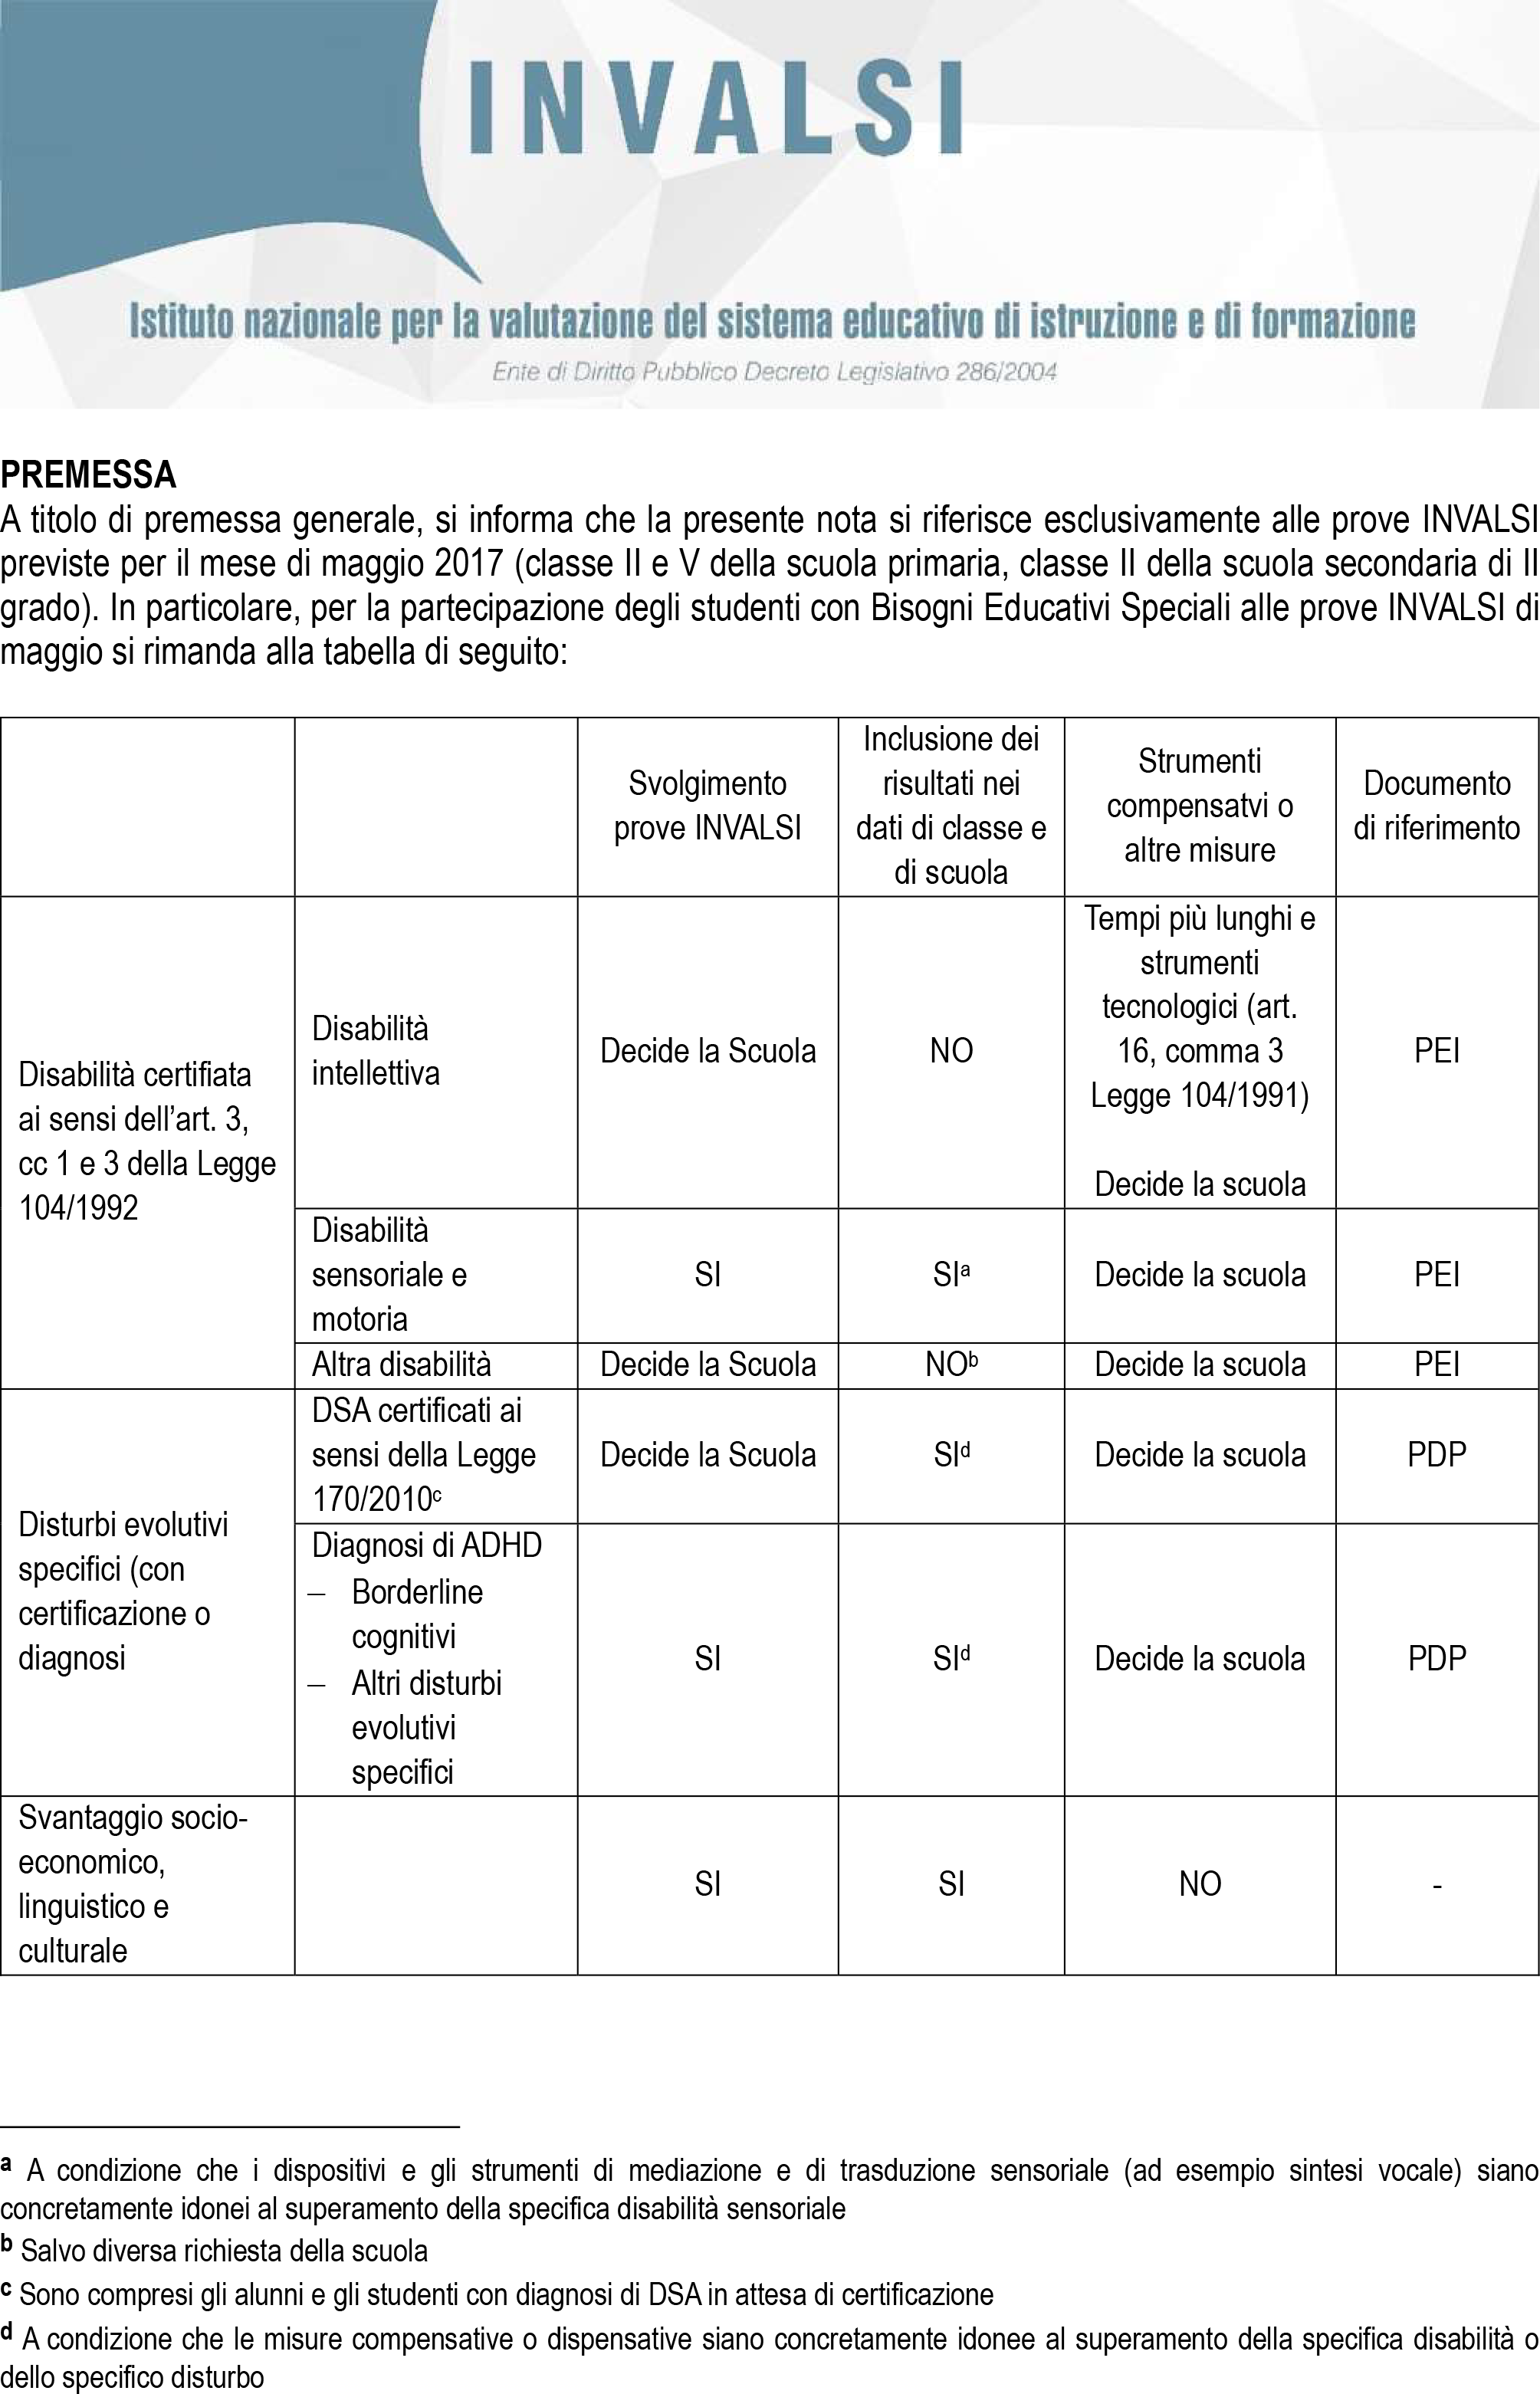 INVALSI
Istituto nazionale per la valutazione del sistema educativo di istruzione e di formazione
Ente di Diritto Pubblico Decreto Legislativo 286/2004
PREMESSA
A titolo di premessa generale, si informa che la presente nota si riferisce esclusivamente alle prove INVALSI
previste per il mese di maggio 2017 (classe II e V della scuola primaria, classe II della scuola secondaria di II
grado). In particolare, per la partecipazione degli studenti con Bisogni Educativi Speciali alle prove INVALSI di
maggio si rimanda alla tabella di seguito:
Svolgimento
prove INVALSI
Inclusione dei
risultati nei
dati di classe e
di scuola
Strumenti
compensatvi o
altre misure
Documento
di riferimento
Disabilità certifiata
ai sensi dell’art. 3,
cc 1 e 3 della Legge
104/1992
Disabilità
intellettiva
Decide la Scuola
NO
Tempi più lunghi e
strumenti
tecnologici (art.
16, comma 3
Legge 104/1991)
Decide la scuola
PEI
Disabilità
sensoriale e
motoria
SI
SIa
Decide la scuola
PEI
Altra disabilità
Decide la Scuola
NOb
Decide la scuola
PEI
Disturbi evolutivi
specifici (con
certificazione o
diagnosi
DSA certificati ai
sensi della Legge
170/2010c
Decide la Scuola
SId
Decide la scuola
PDP
Diagnosi di ADHD
– Borderline
cognitivi
– Altri disturbi
evolutivi
specifici
SI
SId
Decide la scuola
PDP
Svantaggio socio-
economico,
linguistico e
culturale
SI
SI
NO
-
a A condizione che i dispositivi e gli strumenti di mediazione e di trasduzione sensoriale (ad esempio sintesi vocale) siano
concretamente idonei al superamento della specifica disabilità sensoriale
b Salvo diversa richiesta della scuola
c Sono compresi gli alunni e gli studenti con diagnosi di DSA in attesa di certificazione
d A condizione che le misure compensative o dispensative siano concretamente idonee al superamento della specifica disabilità o
dello specifico disturbo